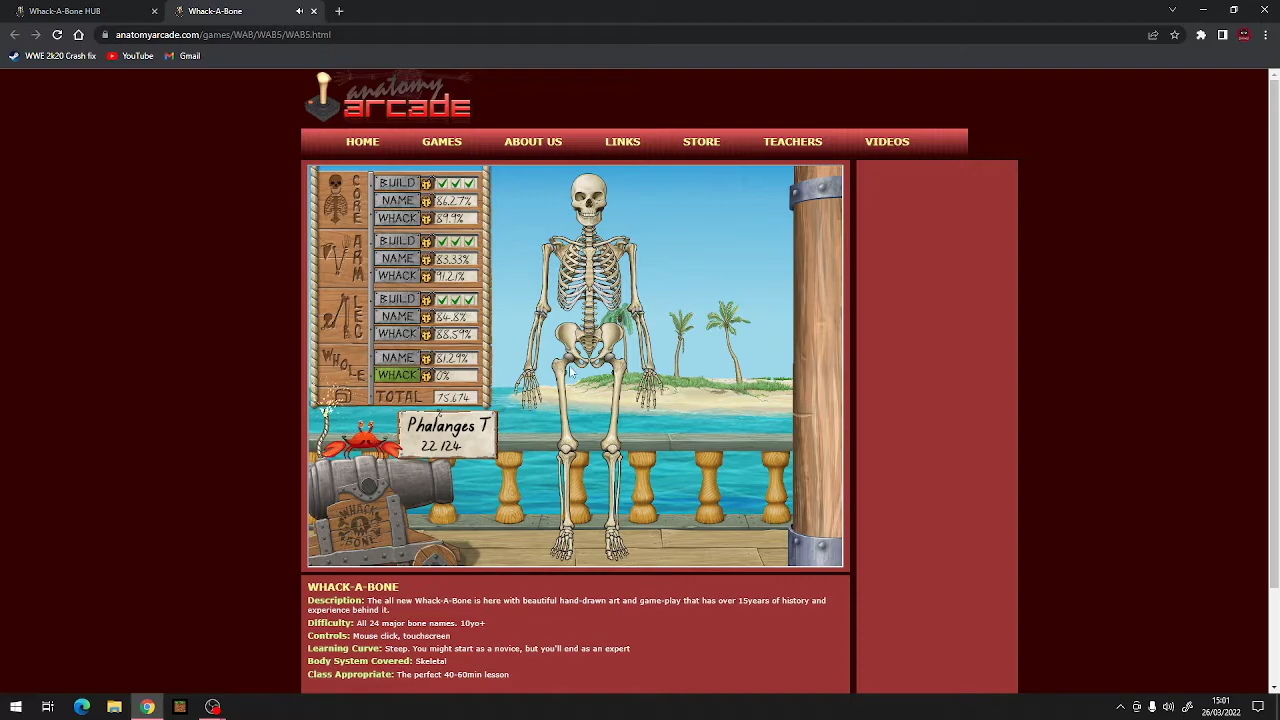 Whack-A-Bone HUB
Whack-A-Bone
anatomyarcade.com/games/WAB/WAB5/WAB5.html
WWE 2k20 Crash fix
YouTube
Gmail
anatomy
arcade
HOME
GAMES
ABOUT US
LINKS
STORE
TEACHERS
VIDEOS
CORE
BUILD
NAME 86.27%
WHACK 89.9%
ARM
BUILD
NAME 83.33%
WHACK 91.21%
LEG
BUILD
NAME 84.8%
WHACK 88.59%
WHOLE
NAME 81.29%
WHACK 0%
TOTAL 75.674
%
Phalanges T
22 /24
WHACK
A
BONE
WHACK-A-BONE
Description: The all new Whack-A-Bone is here with beautiful hand-drawn art and game-play that has over 15years of history and
experience behind it.
Difficulty: All 24 major bone names. 10yo+
Controls: Mouse click, touchscreen
Learning Curve: Steep. You might start as a novice, but you'll end as an expert
Body System Covered: Skeletal
Class Appropriate: The perfect 40-60min lesson
15:01
26/03/2022